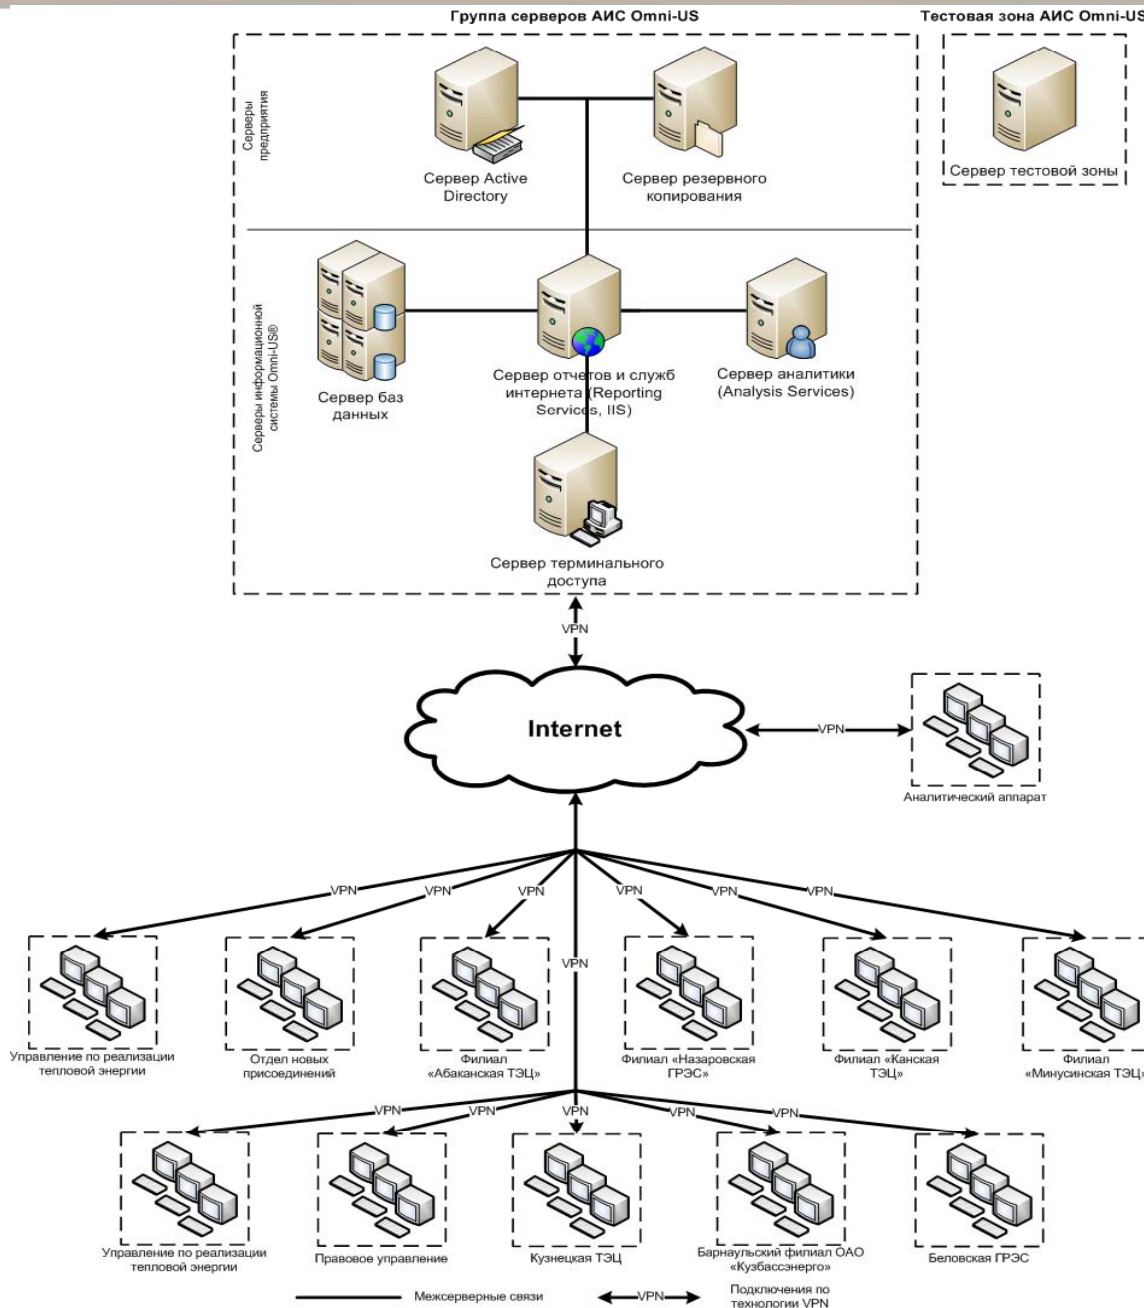 Группа серверов АИС Omni-US
Тестовая зона АИС Omni-US
Серверы
предприятия
Сервер Active
Directory
Сервер резервного
копирования
Сервер тестовой зоны
Серверы информационной
системы Omni-US®
Сервер баз
данных
Сервер отчетов и служб
интернета (Reporting
Services, IIS)
Сервер аналитики
(Analysis Services)
Сервер терминального
доступа
VPN
Internet
VPN
Аналитический аппарат
VPN
VPN
VPN
VPN
VPN
VPN
VPN
Управление по реализации
тепловой энергии
Отдел новых
присоединений
Филиал
«Абаканская ТЭЦ»
Филиал «Назаровская
ГРЭС»
Филиал «Канская
ТЭЦ»
Филиал
«Минусинская ТЭЦ»
VPN
VPN
VPN
VPN
VPN
Управление по реализации
тепловой энергии
Правовое управление
Кузнецкая ТЭЦ
Барнаульский филиал ОАО
«Кузбассэнерго»
Беловская ГРЭС
Межсерверные связи
VPN
Подключения по
технологии VPN